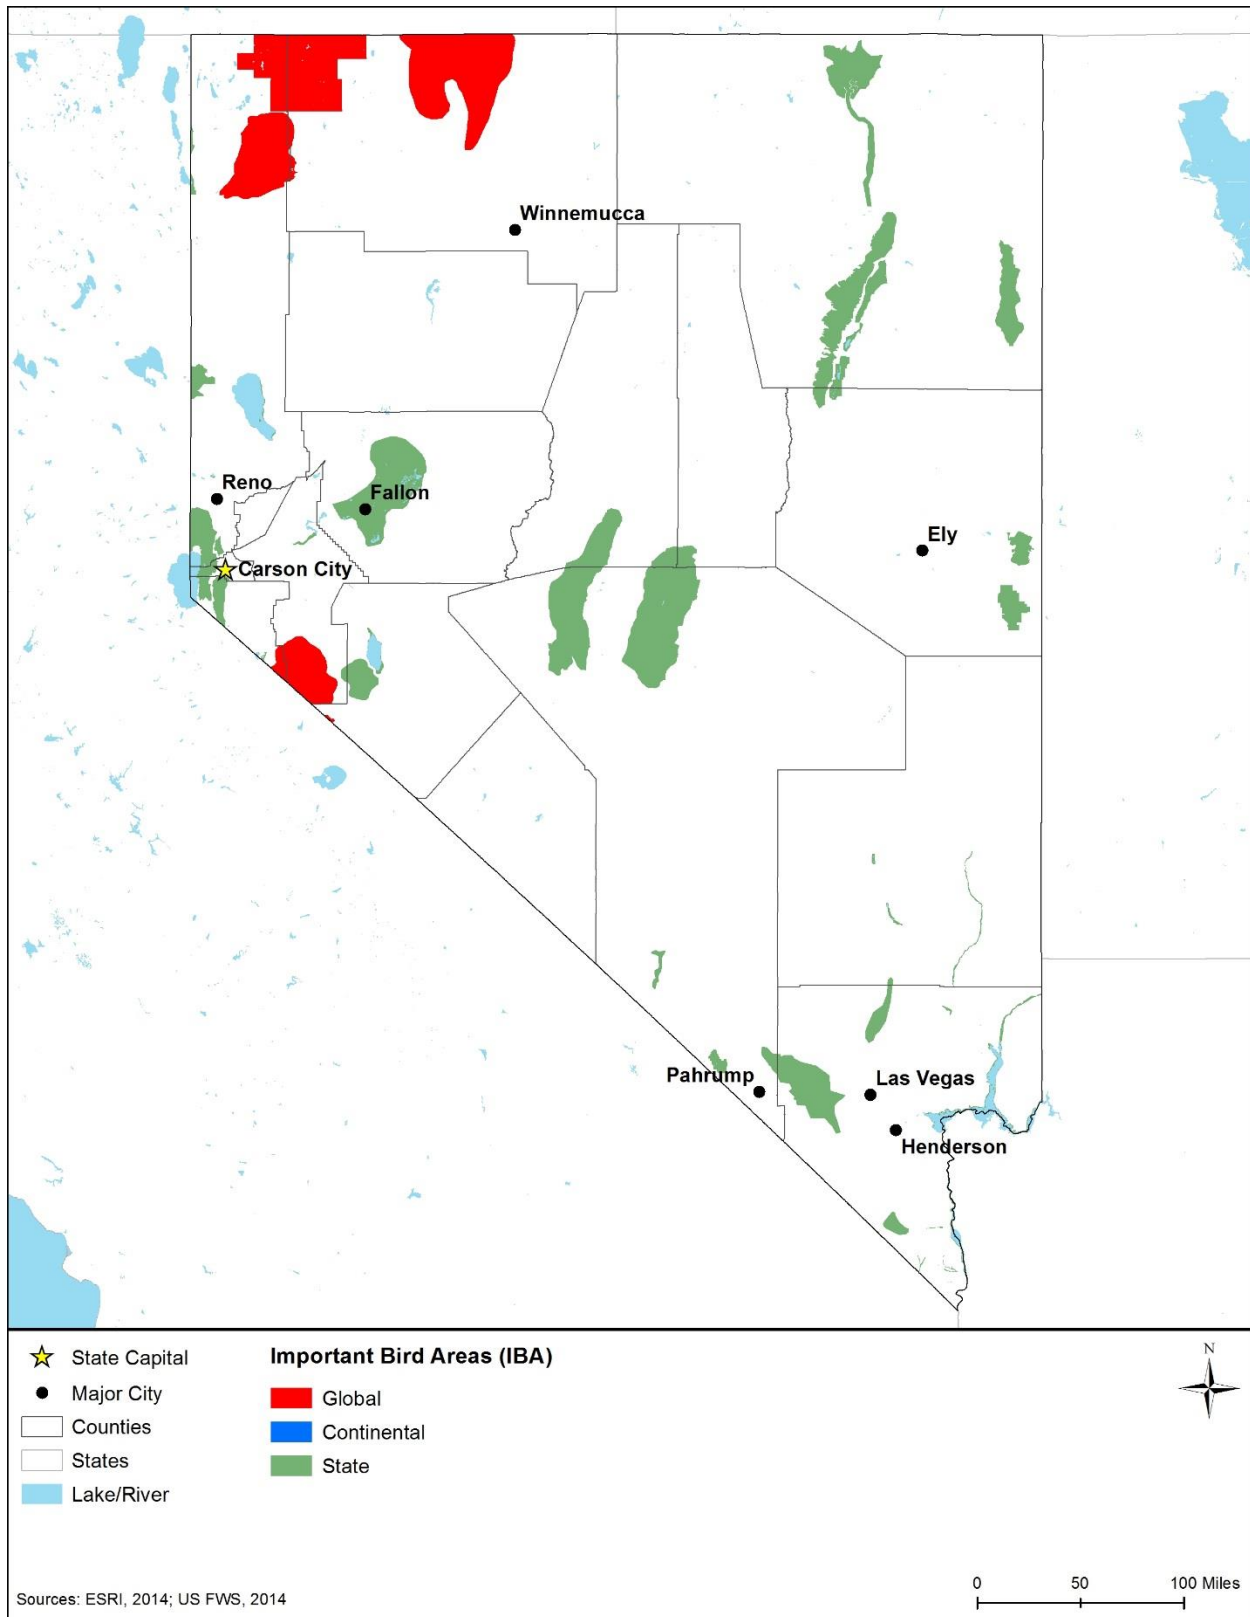 Winnemucca
Reno
Fallon
Ely
Carson City
Pahrump
Las Vegas
Henderson
State Capital
Major City
Counties
States
Lake/River
Important Bird Areas (IBA)
Global
Continental
State
N
Sources: ESRI, 2014; US FWS, 2014
0 50 100 Miles